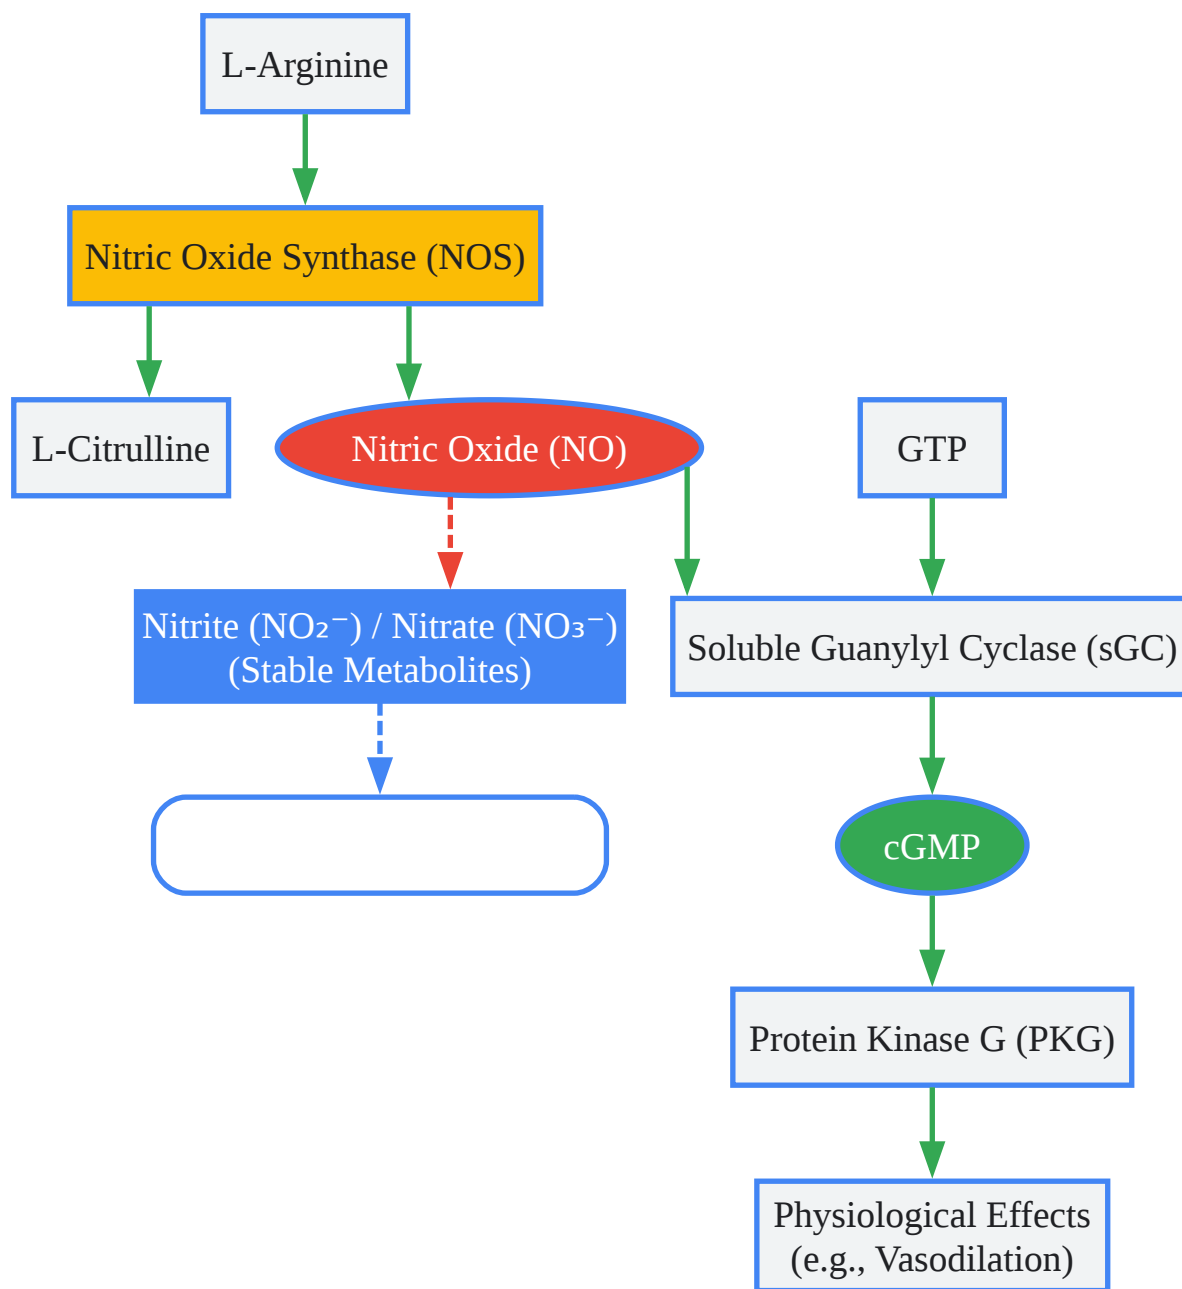 L-Arginine
Nitric Oxide Synthase (NOS)
L-Citrulline
Nitric Oxide (NO)
GTP
Nitrite (NO₂⁻) / Nitrate (NO₃⁻)
(Stable Metabolites)
Soluble Guanylyl Cyclase (sGC)
cGMP
Protein Kinase G (PKG)
Physiological Effects
(e.g., Vasodilation)